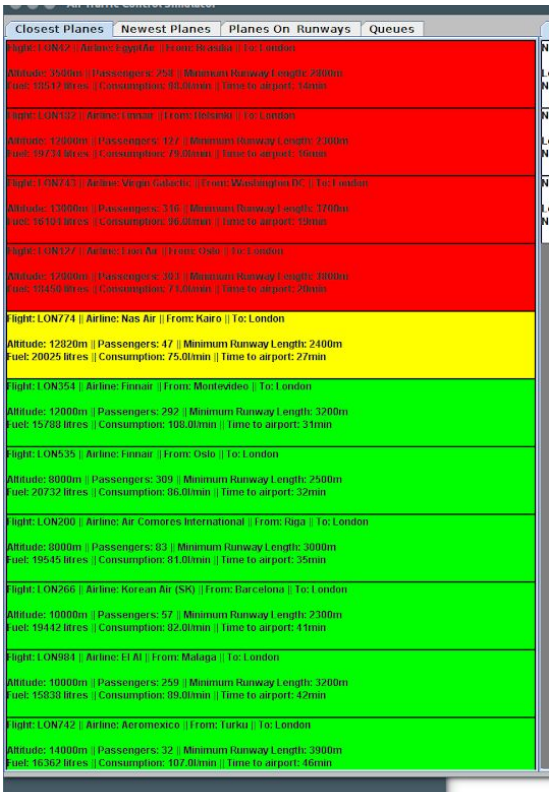 Air Traffic Control Simulator
Closest Planes Newest Planes Planes On Runways Queues
Flight: LON42 || Airline: EgyptAir || From: Brasilia || To: London
Altitude: 3500m || Passengers: 258 || Minimum Runway Length: 2800m
Fuel: 18512 litres || Consumption: 98.0l/min || Time to airport: 14min
Flight: LON182 || Airline: Finnair || From: Helsinki || To: London
Altitude: 12000m || Passengers: 127 || Minimum Runway Length: 2300m
Fuel: 19734 litres || Consumption: 79.0l/min || Time to airport: 16min
Flight: LON743 || Airline: Virgin Galactic || From: Washington DC || To: London
Altitude: 13000m || Passengers: 316 || Minimum Runway Length: 3700m
Fuel: 16104 litres || Consumption: 96.0l/min || Time to airport: 19min
Flight: LON127 || Airline: Lion Air || From: Oslo || To: London
Altitude: 12000m || Passengers: 303 || Minimum Runway Length: 3800m
Fuel: 18450 litres || Consumption: 71.0l/min || Time to airport: 20min
Flight: LON774 || Airline: Nas Air || From: Kairo || To: London
Altitude: 12820m || Passengers: 47 || Minimum Runway Length: 2400m
Fuel: 20025 litres || Consumption: 75.0l/min || Time to airport: 27min
Flight: LON354 || Airline: Finnair || From: Montevideo || To: London
Altitude: 12000m || Passengers: 292 || Minimum Runway Length: 3200m
Fuel: 15788 litres || Consumption: 108.0l/min || Time to airport: 31min
Flight: LON535 || Airline: Finnair || From: Oslo || To: London
Altitude: 8000m || Passengers: 309 || Minimum Runway Length: 2500m
Fuel: 20732 litres || Consumption: 86.0l/min || Time to airport: 32min
Flight: LON200 || Airline: Air Comores International || From: Riga || To: London
Altitude: 8000m || Passengers: 83 || Minimum Runway Length: 3000m
Fuel: 19545 litres || Consumption: 81.0l/min || Time to airport: 35min
Flight: LON266 || Airline: Korean Air (SK) || From: Barcelona || To: London
Altitude: 10000m || Passengers: 57 || Minimum Runway Length: 2300m
Fuel: 19442 litres || Consumption: 82.0l/min || Time to airport: 41min
Flight: LON984 || Airline: El Al || From: Malaga || To: London
Altitude: 10000m || Passengers: 259 || Minimum Runway Length: 3200m
Fuel: 15838 litres || Consumption: 89.0l/min || Time to airport: 42min
Flight: LON742 || Airline: Aeromexico || From: Turku || To: London
Altitude: 14000m || Passengers: 32 || Minimum Runway Length: 3900m
Fuel: 16362 litres || Consumption: 107.0l/min || Time to airport: 46min